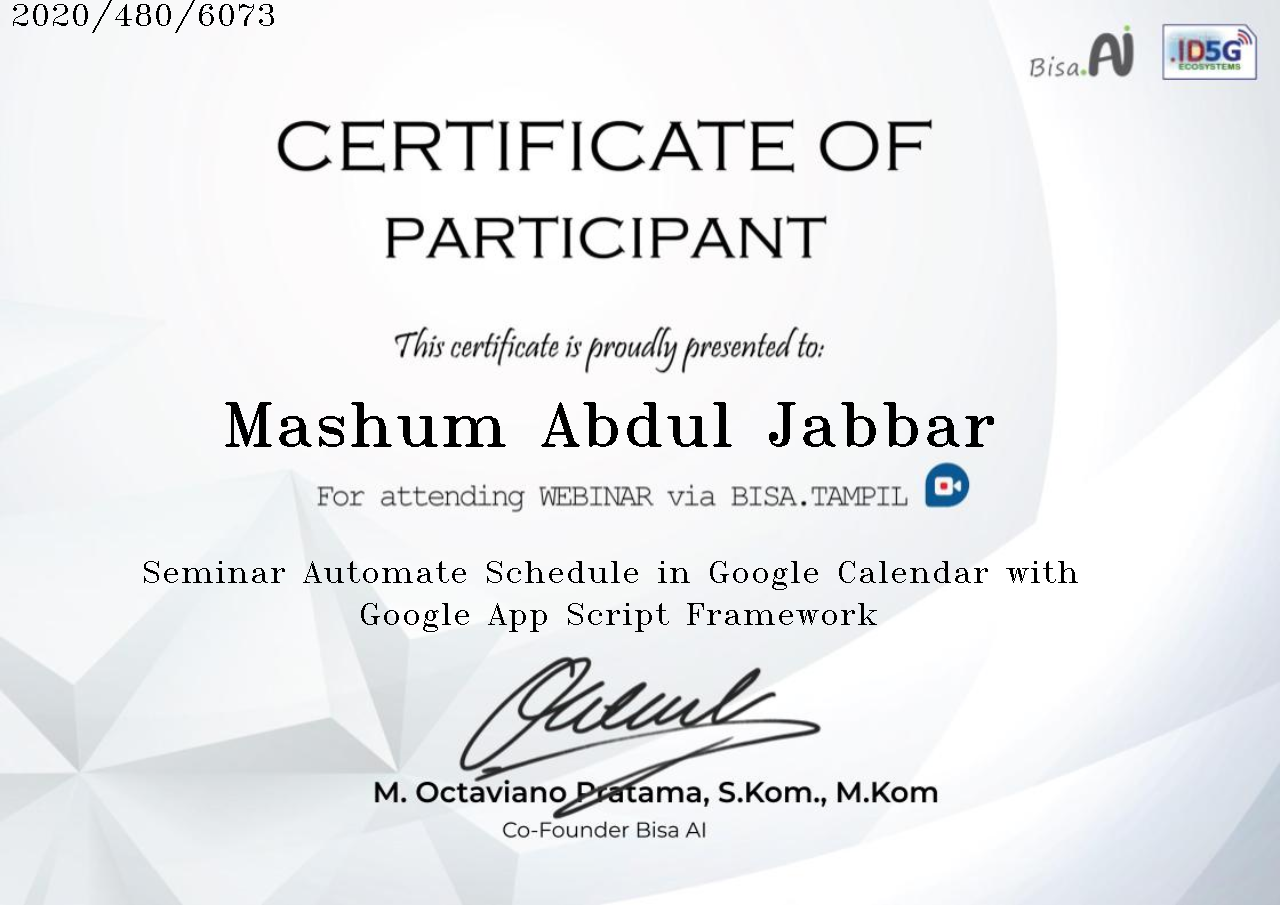 2020/480/6073
Bisa.Ai
.ID5G
ECOSYSTEMS
CERTIFICATE OF
PARTICIPANT
This certificate is proudly presented to:
Mashum Abdul Jabbar
For attending WEBINAR via BISA.TAMPIL
Seminar Automate Schedule in Google Calendar with
Google App Script Framework
M. Octaviano Pratama, S.Kom., M.Kom
Co-Founder Bisa AI